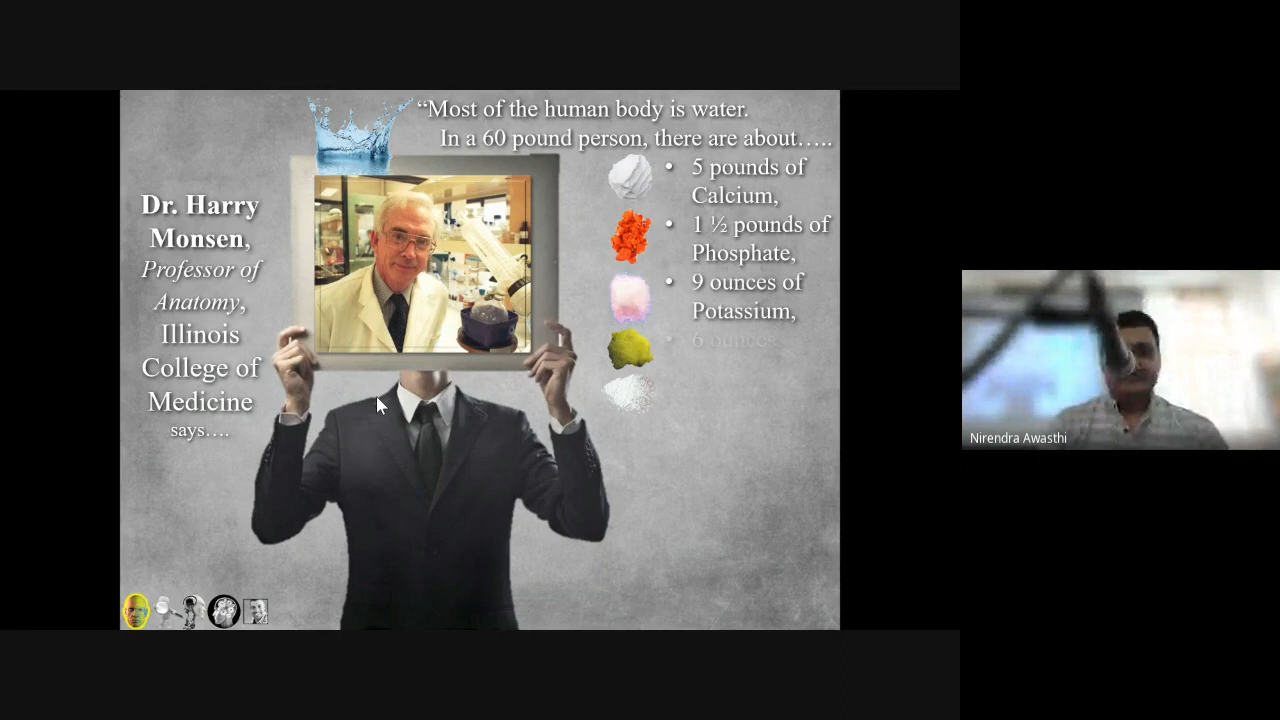 “Most of the human body is water.
In a 60 pound person, there are about…..
• 5 pounds of
Calcium,
• 1 ½ pounds of
Phosphate,
• 9 ounces of
Potassium,
• 6 ounces
Dr. Harry
Monsen,
Professor of
Anatomy,
Illinois
College of
Medicine
says….
Nirendra Awasthi